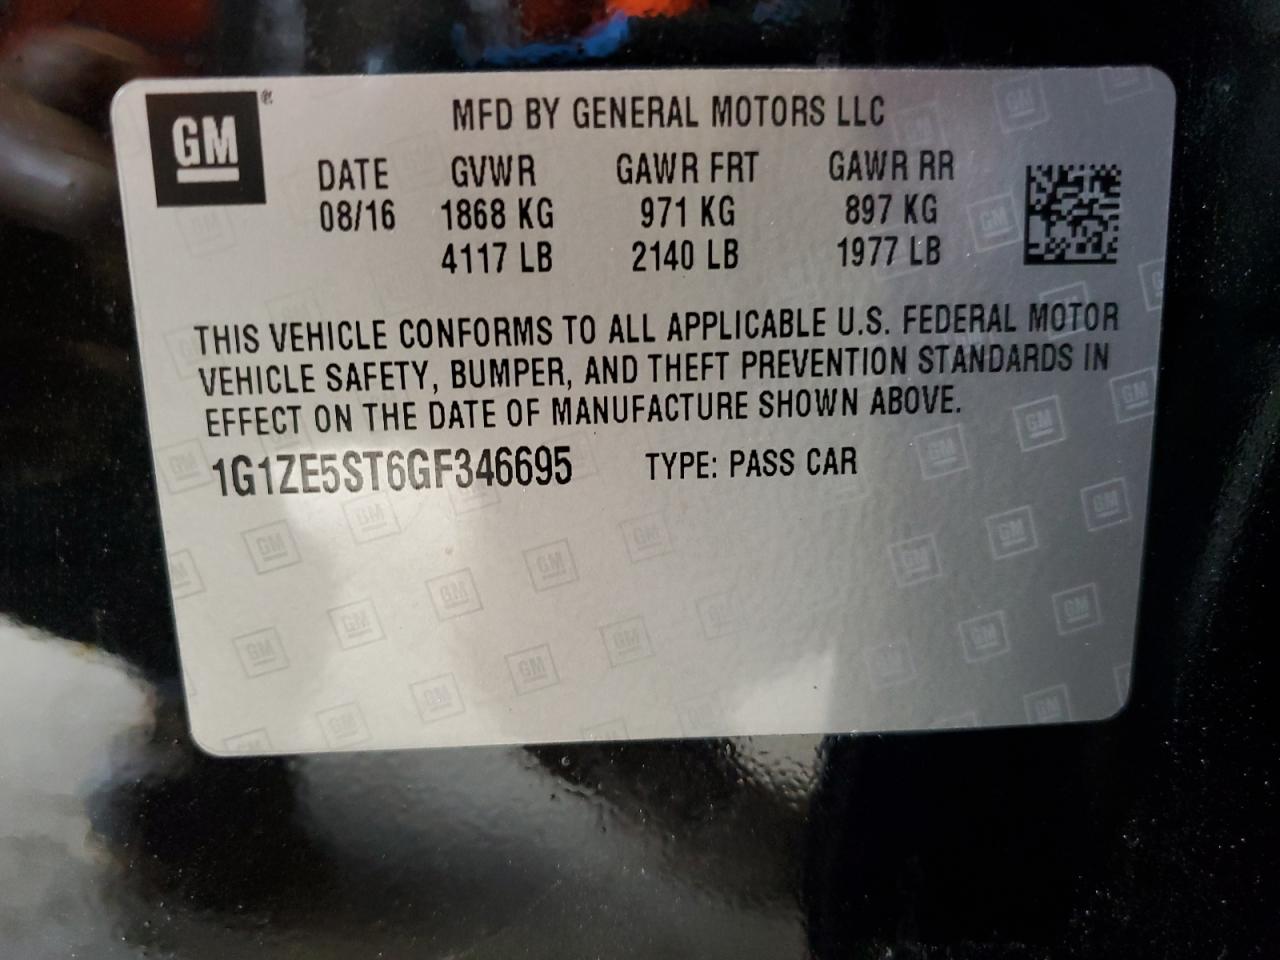 GM®
MFD BY GENERAL MOTORS LLC
DATE GVWR GAWR FRT GAWR RR
08/16 1868 KG 971 KG 897 KG
4117 LB 2140 LB 1977 LB
THIS VEHICLE CONFORMS TO ALL APPLICABLE U.S. FEDERAL MOTOR
VEHICLE SAFETY, BUMPER, AND THEFT PREVENTION STANDARDS IN
EFFECT ON THE DATE OF MANUFACTURE SHOWN ABOVE.
1G1ZE5ST6GF346695 TYPE: PASS CAR